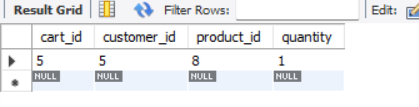 Result Grid Filter Rows: Edit:
cart_id customer_id product_id quantity
5 5 8 1
NULL NULL NULL NULL